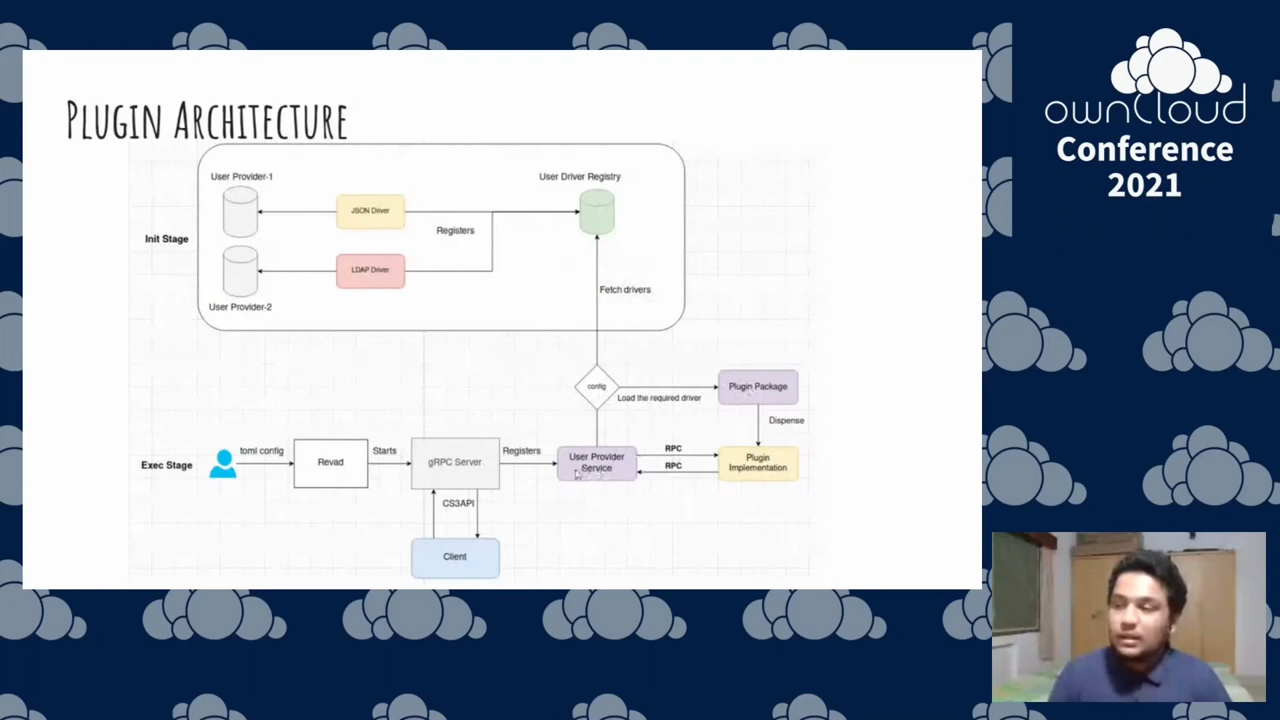 Plugin Architecture
User Provider-1
User Driver Registry
JSON Driver
Registers
Init Stage
LDAP Driver
User Provider-2
Fetch drivers
config
Load the required driver
Plugin Package
Dispense
Exec Stage
toml config
Revad
Starts
gRPC Server
Registers
User Provider
Service
RPC
RPC
Plugin
Implementation
CS3API
Client
ownCloud
Conference
2021